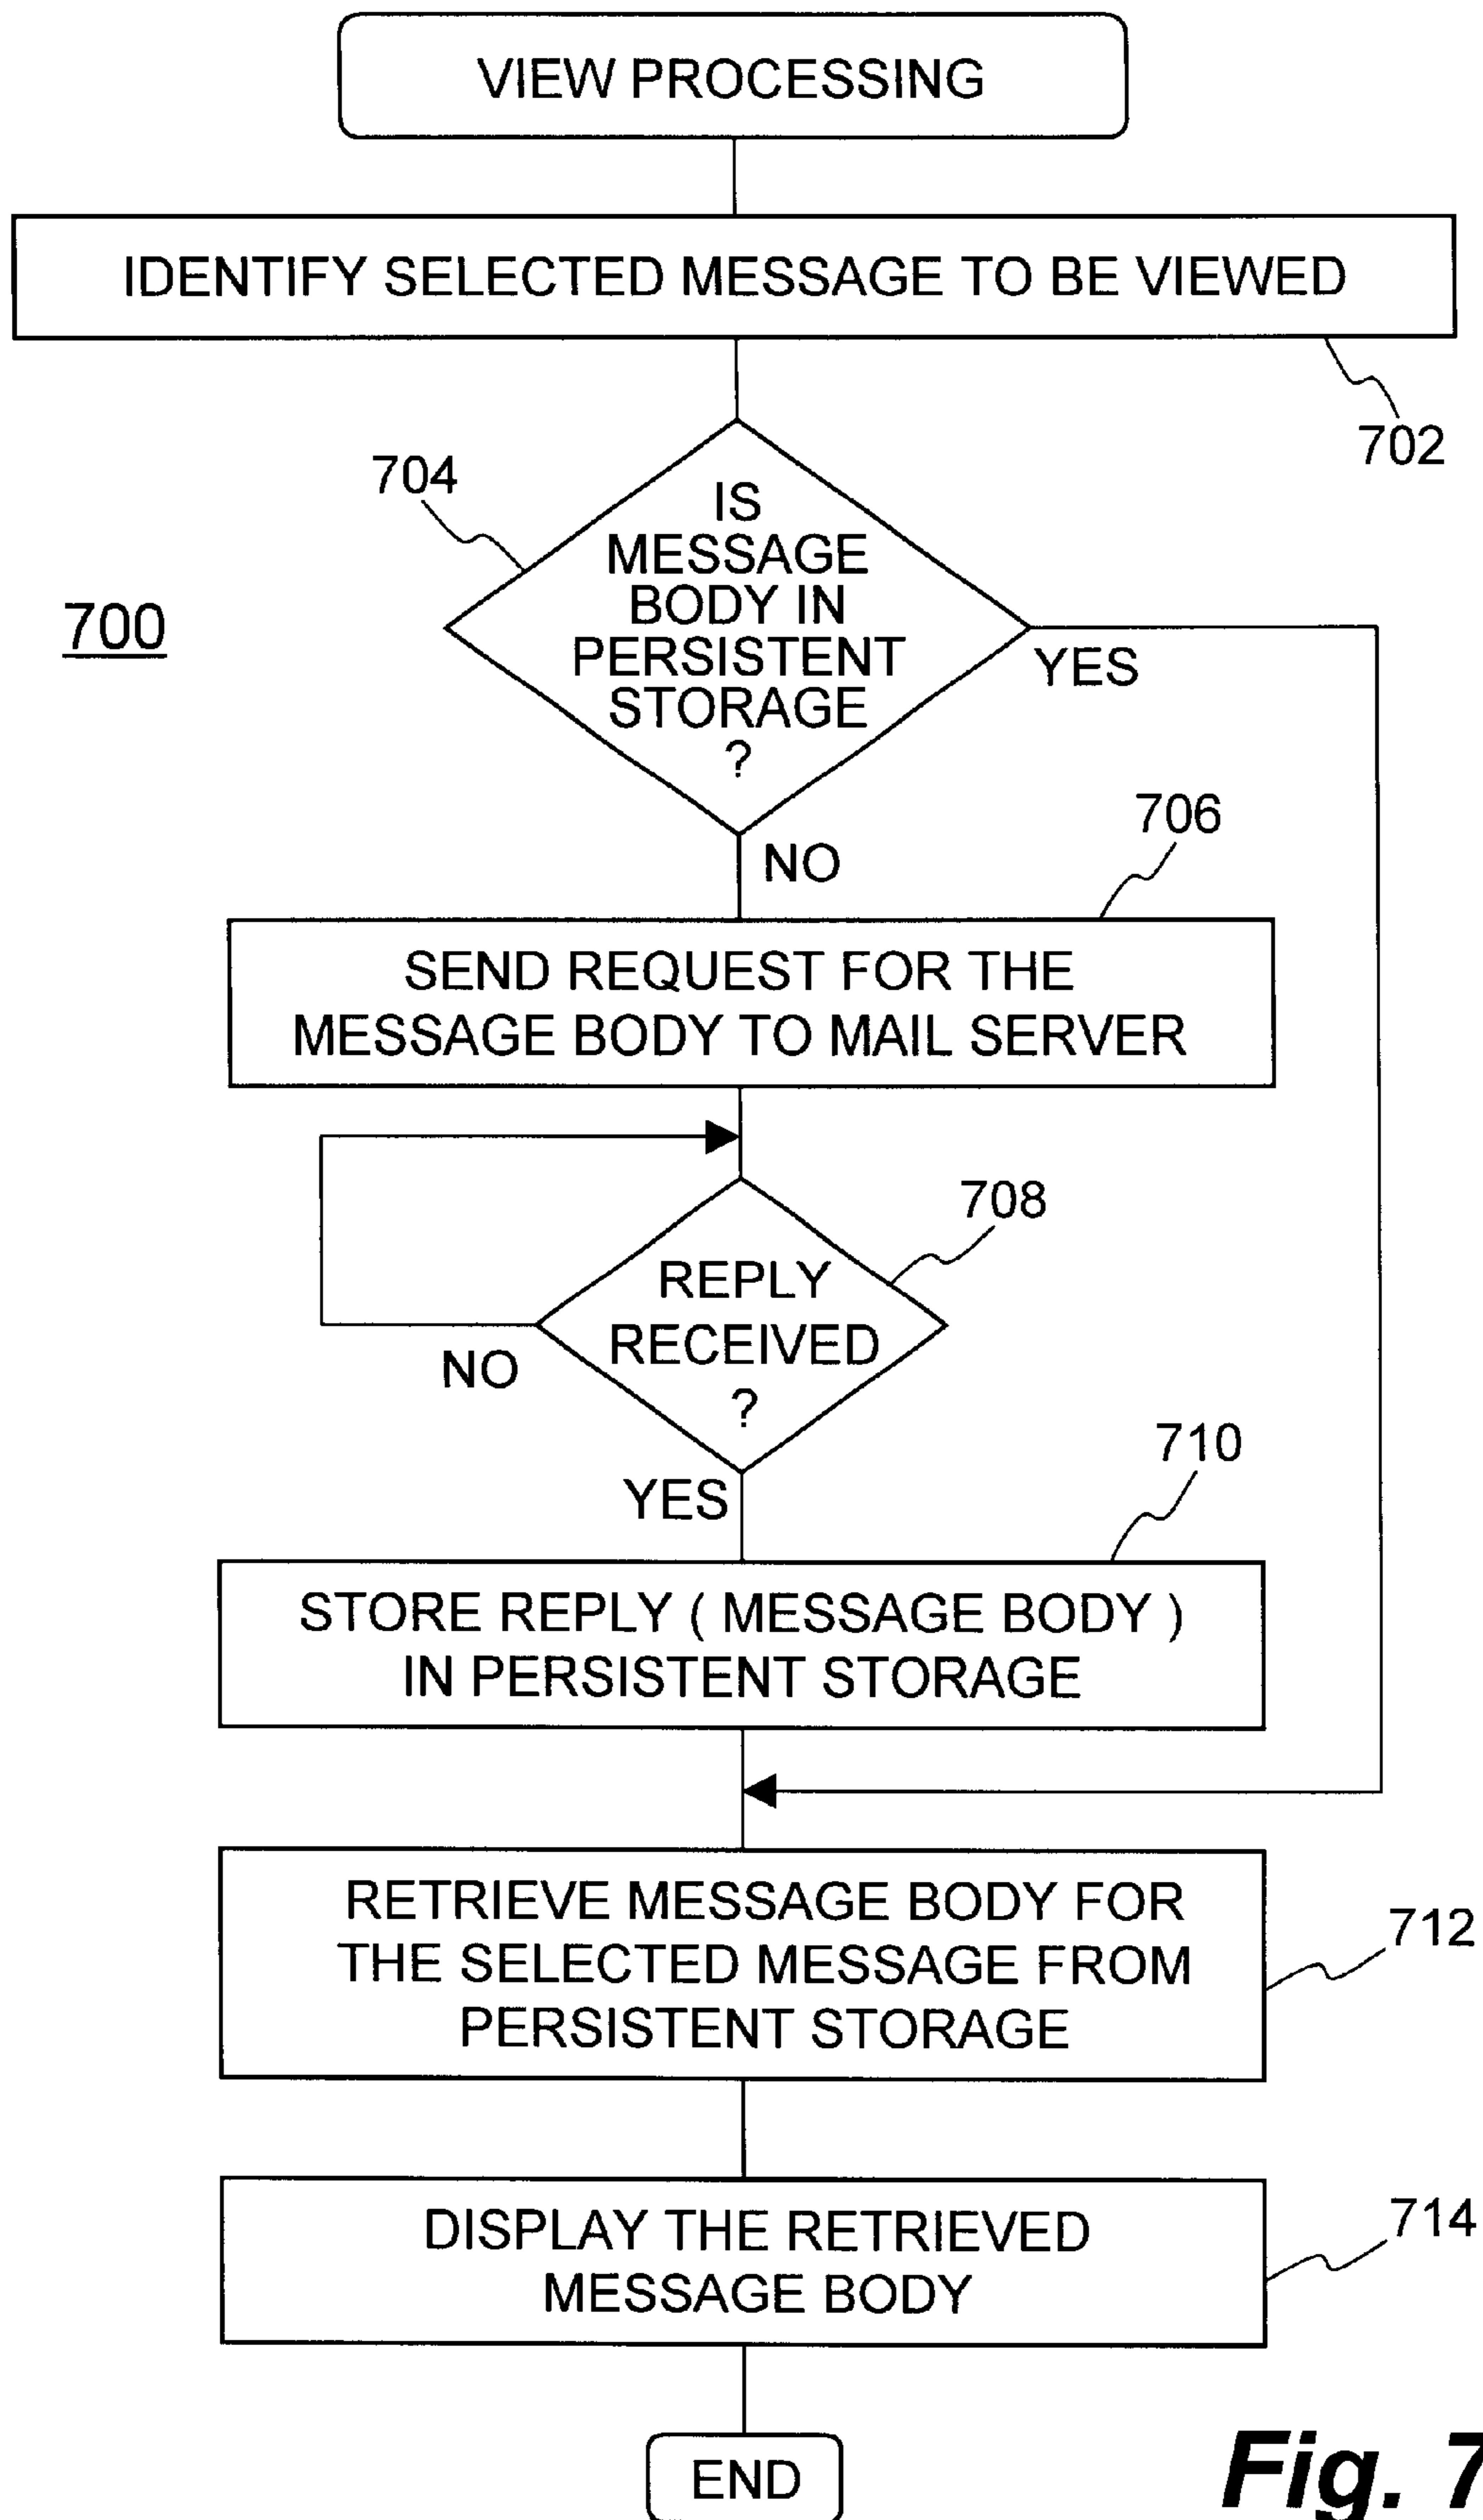 VIEW PROCESSING
IDENTIFY SELECTED MESSAGE TO BE VIEWED
702
704
IS
MESSAGE
BODY IN
PERSISTENT
STORAGE
?
700
YES
706
NO
SEND REQUEST FOR THE
MESSAGE BODY TO MAIL SERVER
708
REPLY
RECEIVED
?
NO
710
YES
STORE REPLY ( MESSAGE BODY )
IN PERSISTENT STORAGE
RETRIEVE MESSAGE BODY FOR
THE SELECTED MESSAGE FROM
PERSISTENT STORAGE
712
DISPLAY THE RETRIEVED
MESSAGE BODY
714
END
Fig. 7